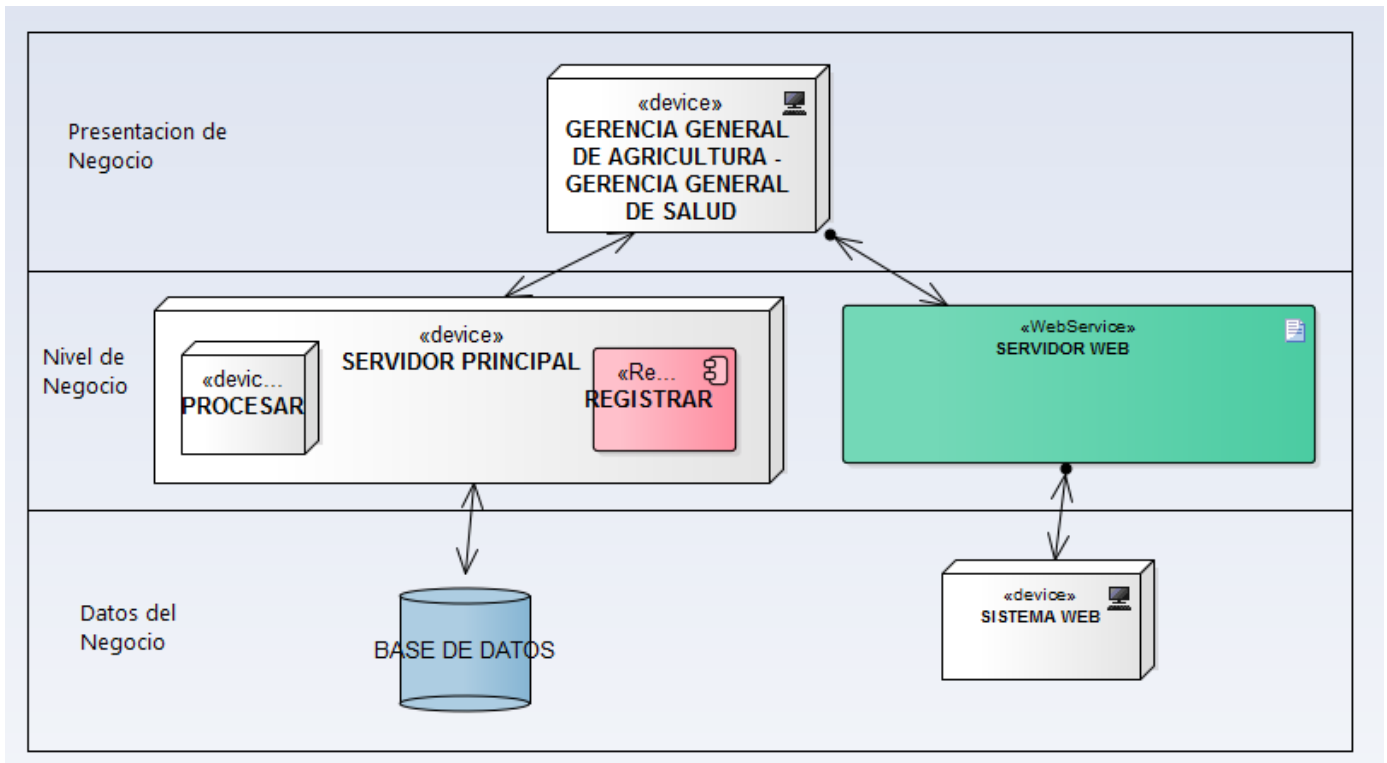 Presentacion de
Negocio
«device»
GERENCIA GENERAL
DE AGRICULTURA -
GERENCIA GENERAL
DE SALUD
Nivel de
Negocio
«device»
SERVIDOR PRINCIPAL
«devic...
PROCESAR
«Re...
REGISTRAR
«WebService»
SERVIDOR WEB
Datos del
Negocio
BASE DE DATOS
«device»
SISTEMA WEB